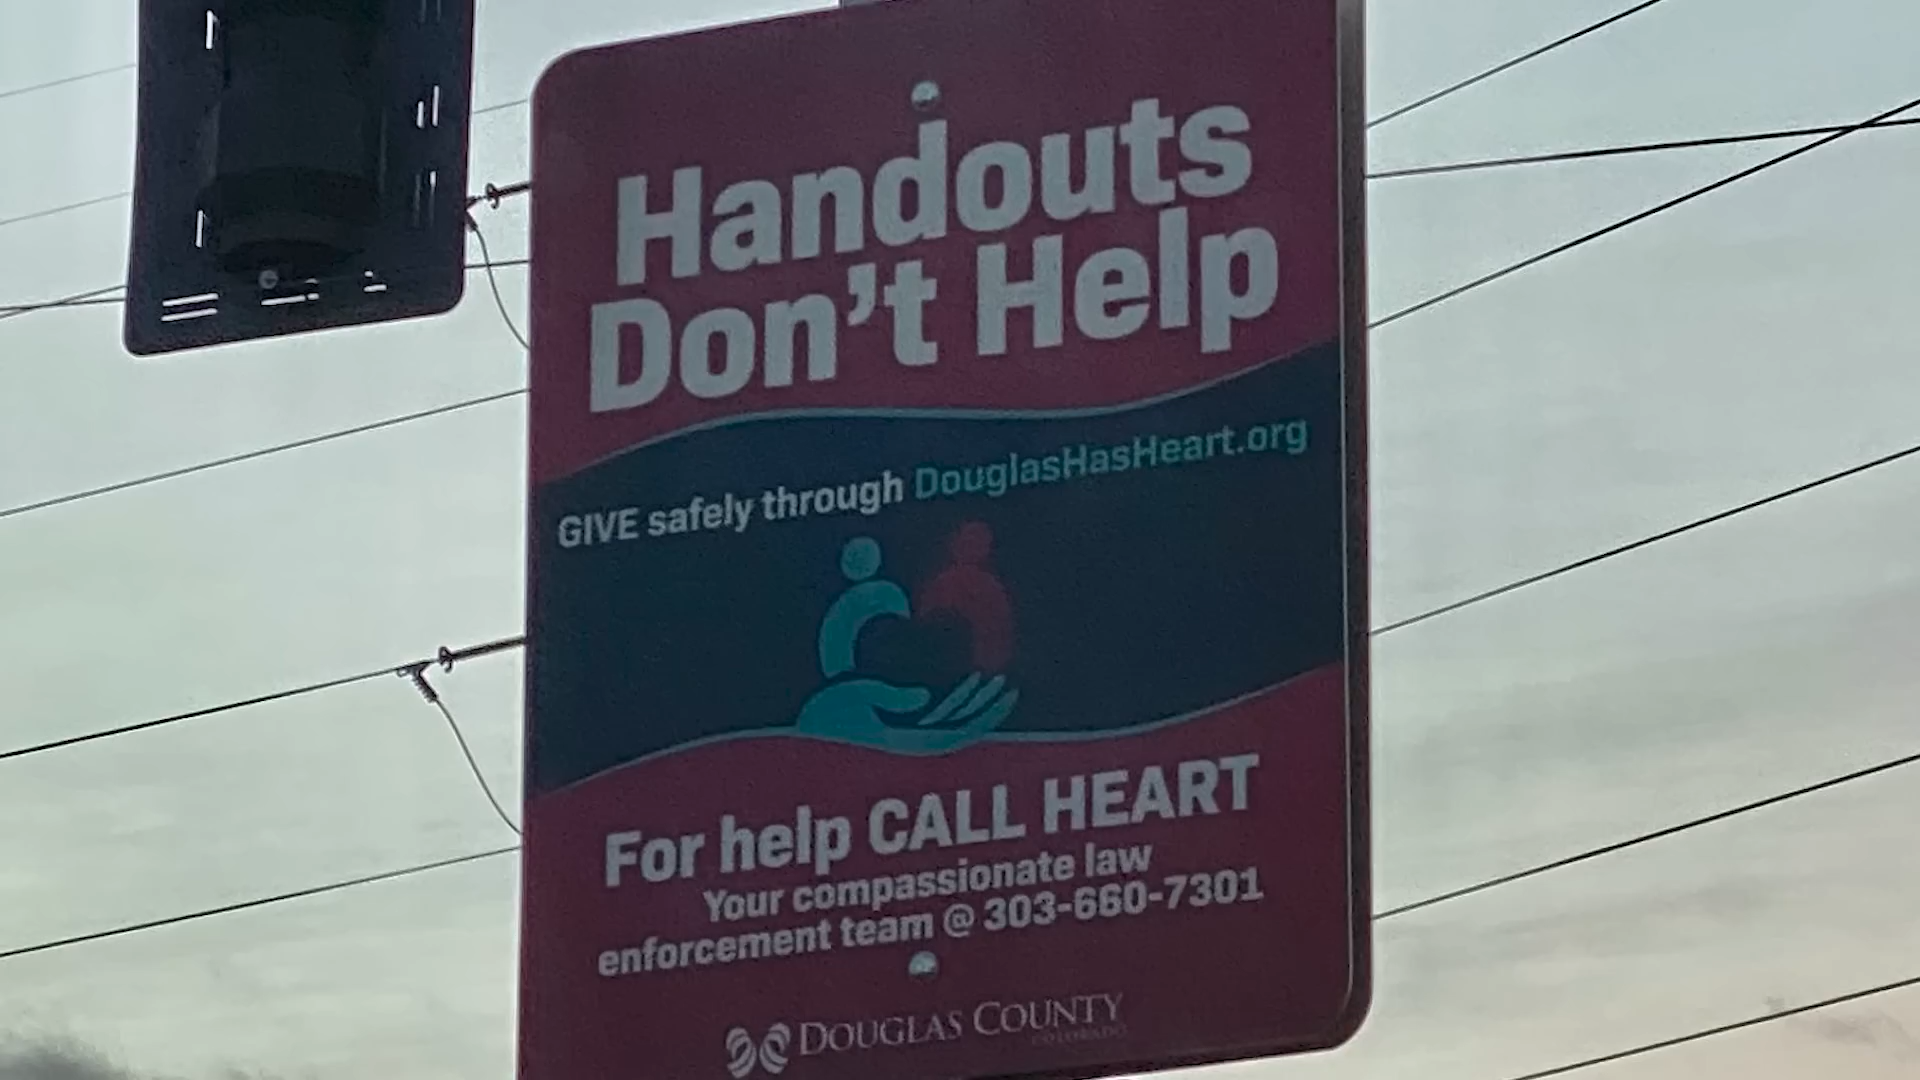 Handouts
Don't Help
GIVE safely through DouglasHasHeart.org
For help CALL HEART
Your compassionate law
enforcement team @ 303-660-7301
DOUGLAS COUNTY
COLORADO